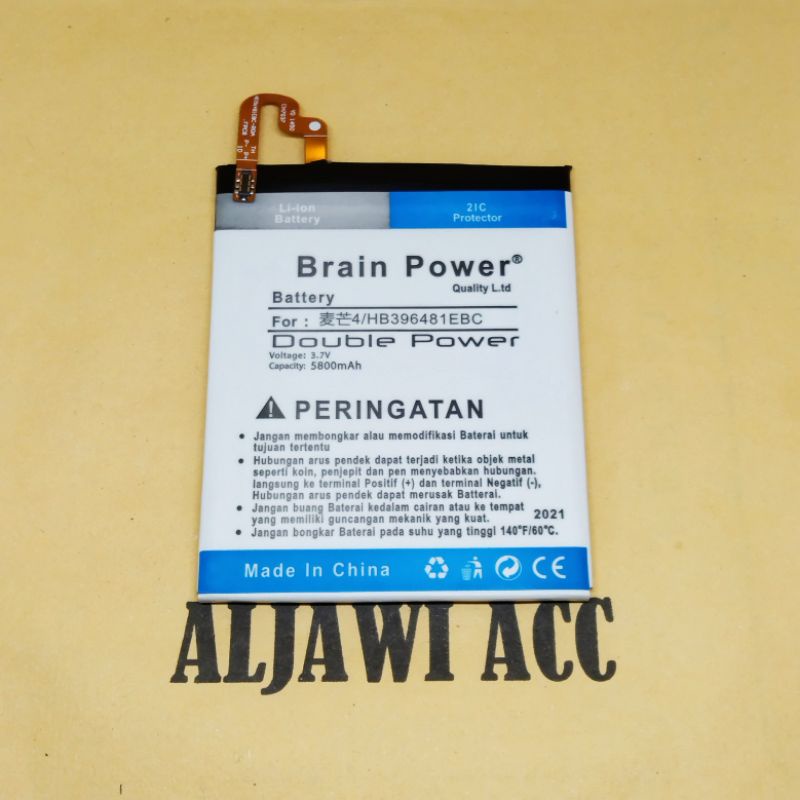 Li-ion
Battery
21C
Protector
Brain Power®
Quality L.td
Battery
For : 麦芒4/HB396481EBC
Double Power
Voltage: 3.7V
Capacity: 5800mAh
PERINGATAN
• Jangan membongkar alau memodifikasi Baterai untuk
tujuan tertentu
• Hubungan arus pendek dapat terjadi ketika objek metal
seperti koin, penjepit dan pen menyebabkan hubungan.
langsung ke terminal Positif (+) dan terminal Negatif (-),
Hubungan arus pendek dapat merusak Batterai.
• Jangan buang Baterai kedalam cairan atau ke tempat
yang memiliki guncangan mekanik yang kuat.
2021
• Jangan bongkar Baterai pada suhu yang tinggi 140°F/60°C.
Made In China
CE
ALJAWI ACC